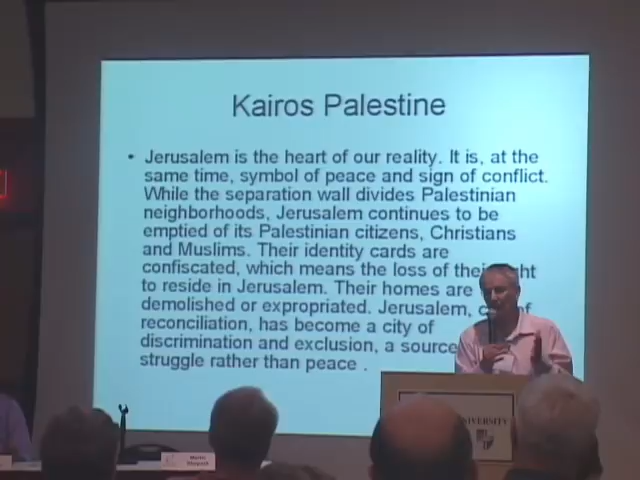 Kairos Palestine
• Jerusalem is the heart of our reality. It is, at the
same time, symbol of peace and sign of conflict.
While the separation wall divides Palestinian
neighborhoods, Jerusalem continues to be
emptied of its Palestinian citizens, Christians
and Muslims. Their identity cards are
confiscated, which means the loss of their ght
to reside in Jerusalem. Their homes are
demolished or expropriated. Jerusalem, of
reconciliation, has become a city of
discrimination and exclusion, a source
struggle rather than peace .
VERSITY